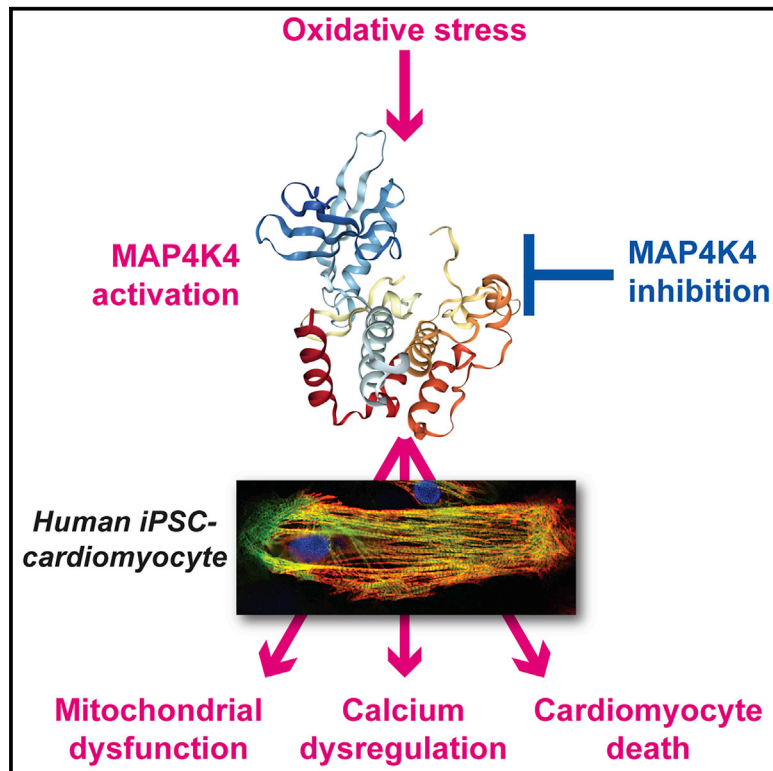 Oxidative stress
MAP4K4
activation
MAP4K4
inhibition
Human iPSC-
cardiomyocyte
Mitochondrial
dysfunction
Calcium
dysregulation
Cardiomyocyte
death